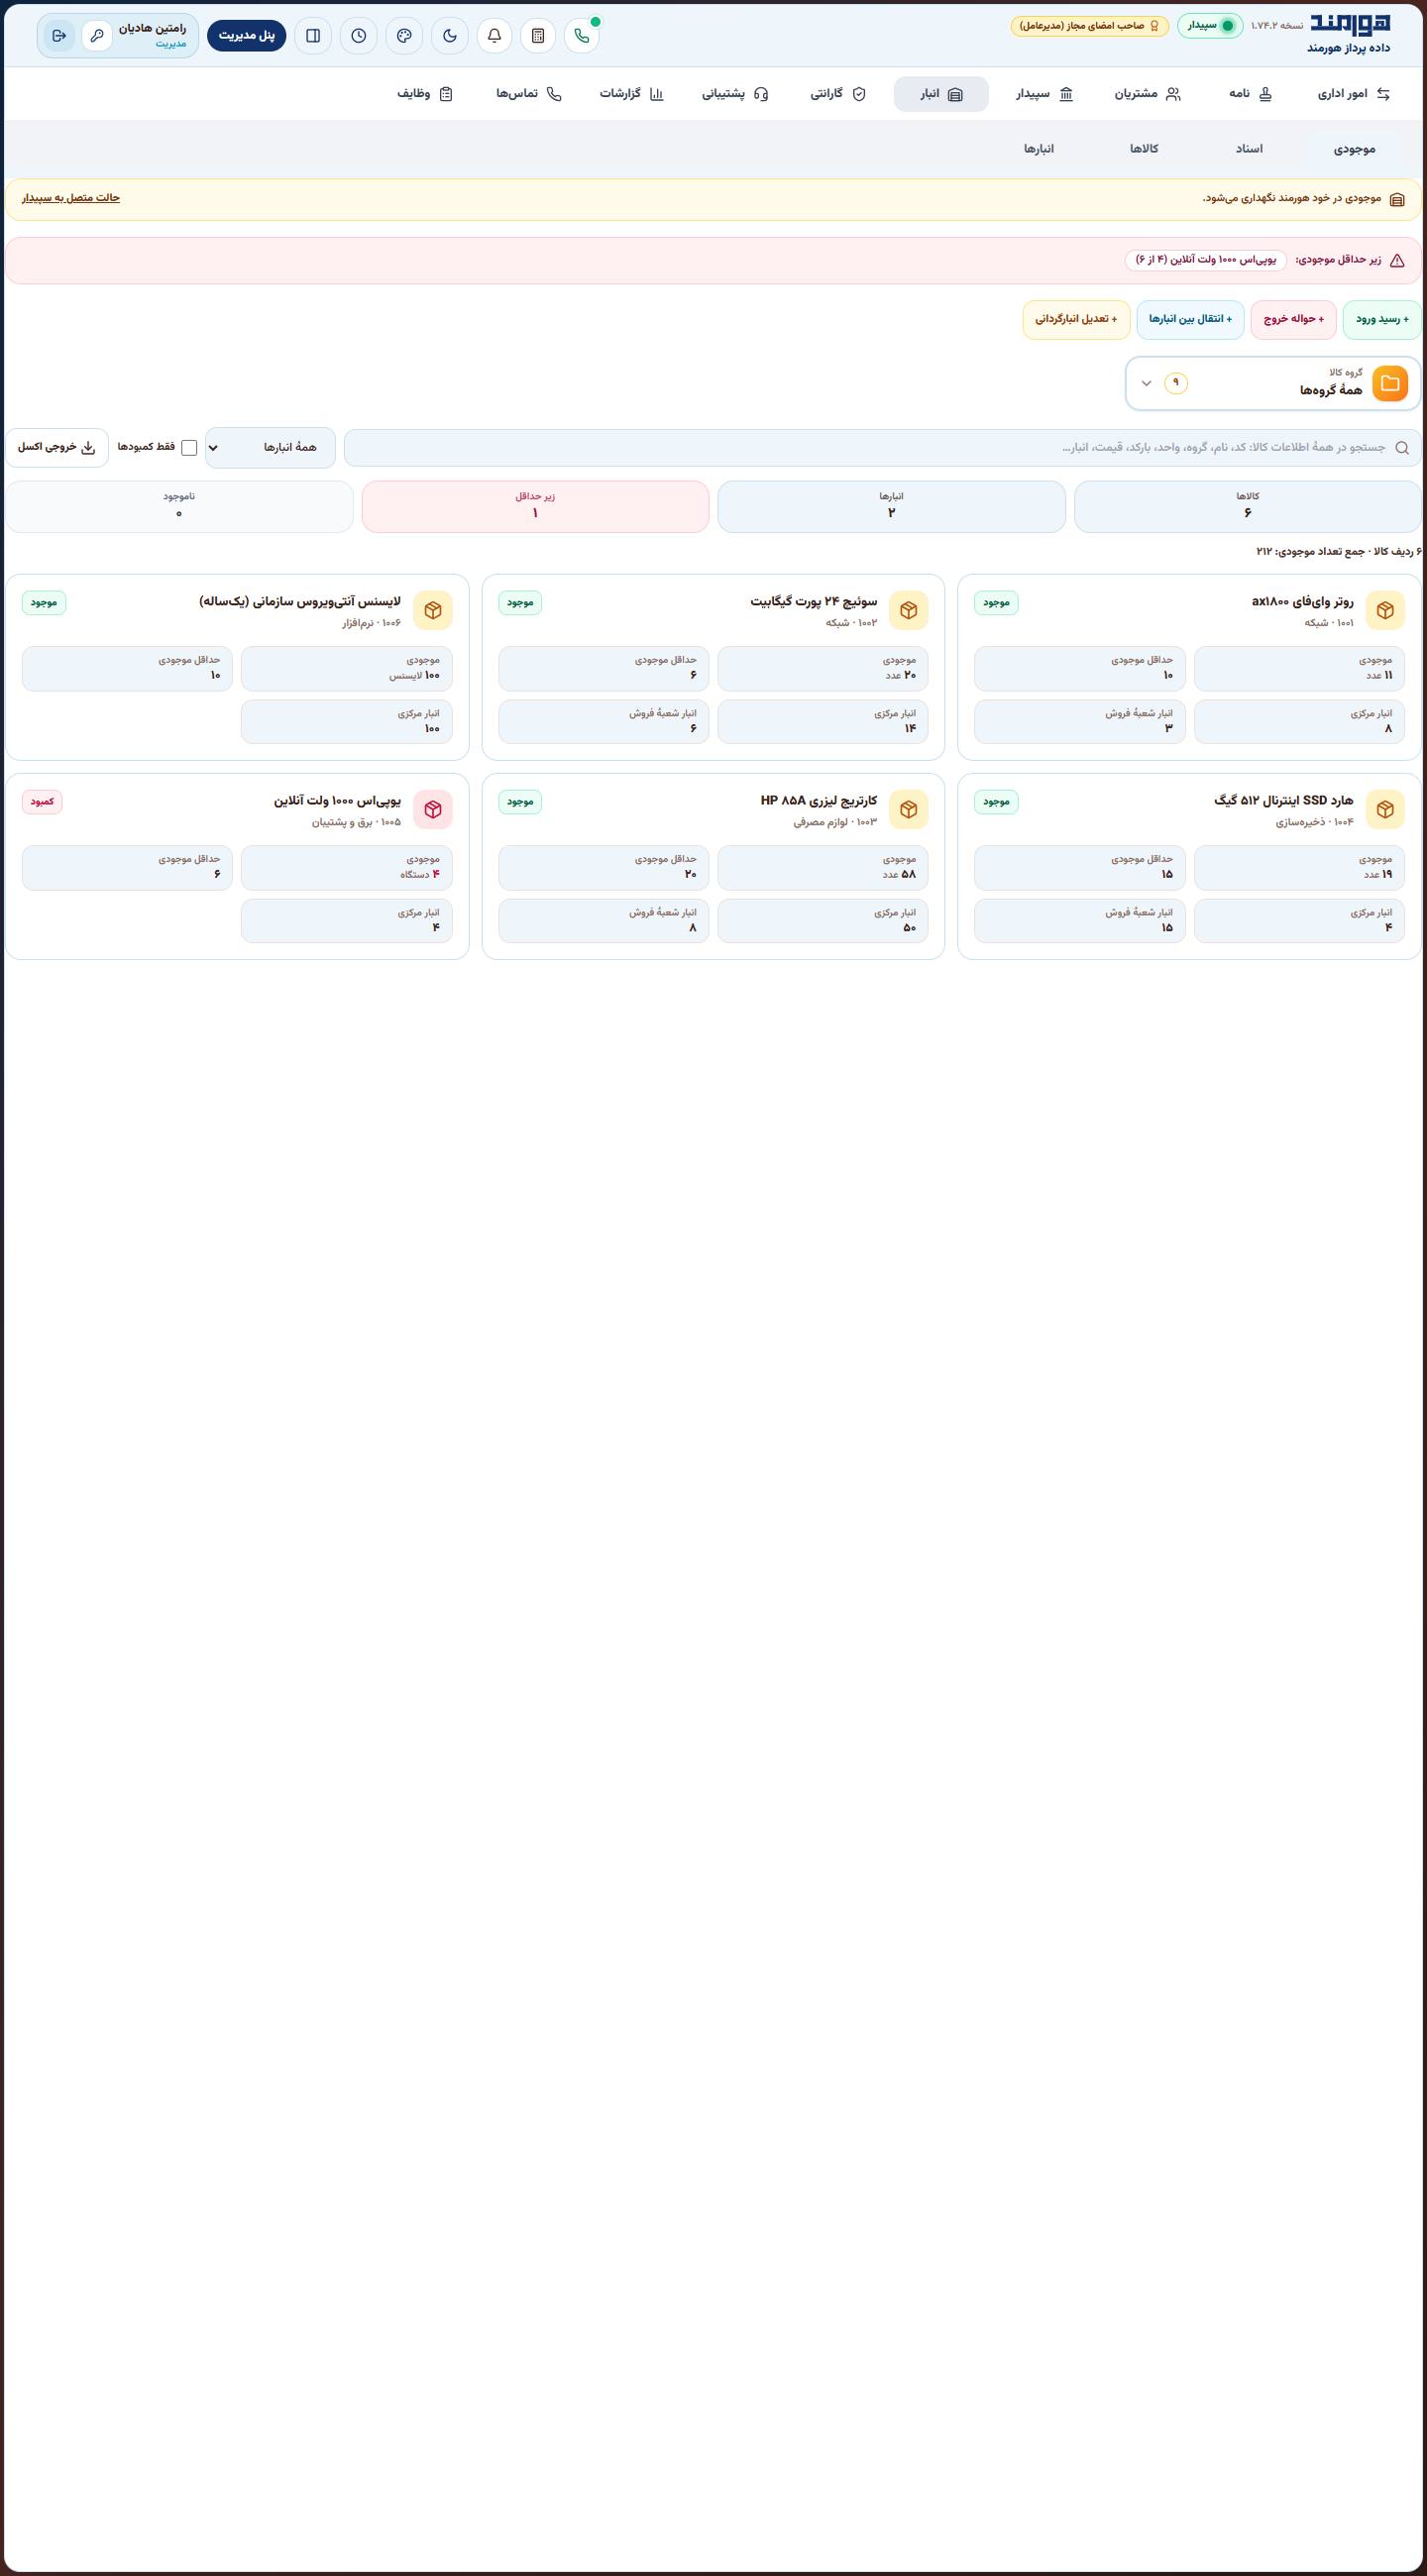 هورمند نسخه ۱.۷۴.۲ سپیدار صاحب امضای مجاز (مدیرعامل)
داده پرداز هورمند
پنل مدیریت
رامتین هادیان
مدیریت
امور اداری نامه مشتریان سپیدار انبار گارانتی پشتیبانی گزارشات تماس‌ها وظایف
موجودی اسناد کالاها انبارها
موجودی در خود هورمند نگهداری می‌شود. حالت متصل به سپیدار
زیر حداقل موجودی: یوپی‌اس ۱۰۰۰ ولت آنلاین (۴ از ۶)
+ رسید ورود + حواله خروج + انتقال بین انبارها + تعدیل انبارگردانی
گروه کالا
همهٔ گروه‌ها ۹
جستجو در همهٔ اطلاعات کالا: کد، نام، گروه، واحد، بارکد، قیمت، انبار... همهٔ انبارها فقط کمبودها خروجی اکسل
کالاها انبارها زیر حداقل ناموجود
۶ ۲ ۱ ۰
۶ ردیف کالا · جمع تعداد موجودی: ۲۱۲
روتر وای‌فای ax۱۸۰۰ موجود
۱۰۰۱ · شبکه
موجودی حداقل موجودی
۱۱ عدد ۱۰
انبار مرکزی انبار شعبهٔ فروش
۸ ۳
سوئیچ ۲۴ پورت گیگابیت موجود
۱۰۰۲ · شبکه
موجودی حداقل موجودی
۲۰ عدد ۶
انبار مرکزی انبار شعبهٔ فروش
۱۴ ۶
لایسنس آنتی‌ویروس سازمانی (یک‌ساله) موجود
۱۰۰۶ · نرم‌افزار
موجودی حداقل موجودی
۱۰۰ لایسنس ۱۰
انبار مرکزی
۱۰۰
هارد SSD اینترنال ۵۱۲ گیگ موجود
۱۰۰۴ · ذخیره‌سازی
موجودی حداقل موجودی
۱۹ عدد ۱۵
انبار مرکزی انبار شعبهٔ فروش
۴ ۱۵
کارتریج لیزری HP ۸۵A موجود
۱۰۰۳ · لوازم مصرفی
موجودی حداقل موجودی
۵۸ عدد ۲۰
انبار مرکزی انبار شعبهٔ فروش
۵۰ ۸
یوپی‌اس ۱۰۰۰ ولت آنلاین کمبود
۱۰۰۵ · برق و پشتیبان
موجودی حداقل موجودی
۴ دستگاه ۶
انبار مرکزی
۴